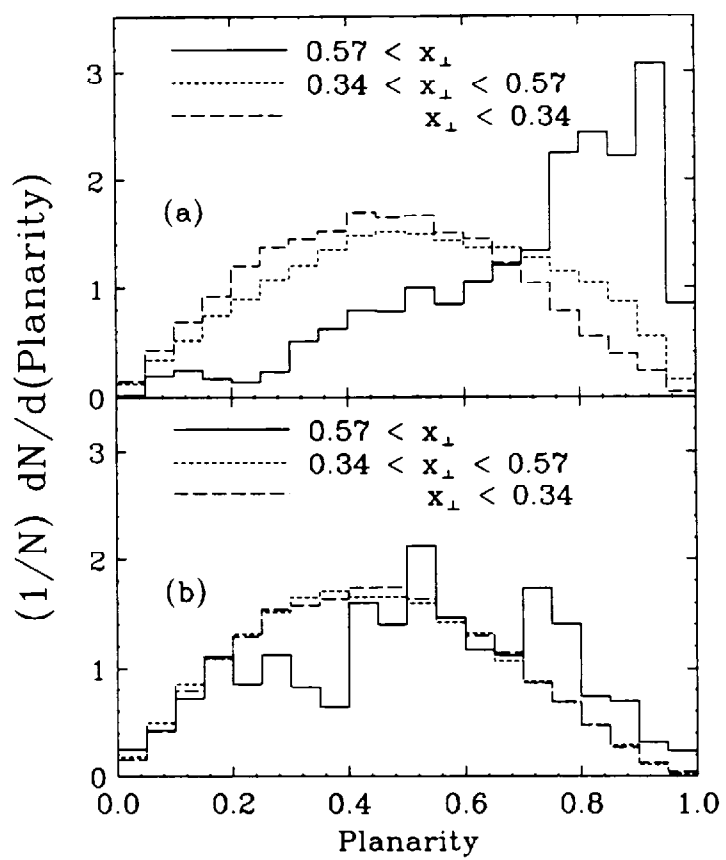 (1/N) dN/d(Planarity)
3
2
1
0
0.57 < x⊥
0.34 < x⊥ < 0.57
x⊥ < 0.34
(a)
3
2
1
0
0.57 < x⊥
0.34 < x⊥ < 0.57
x⊥ < 0.34
(b)
0.0 0.2 0.4 0.6 0.8 1.0
Planarity